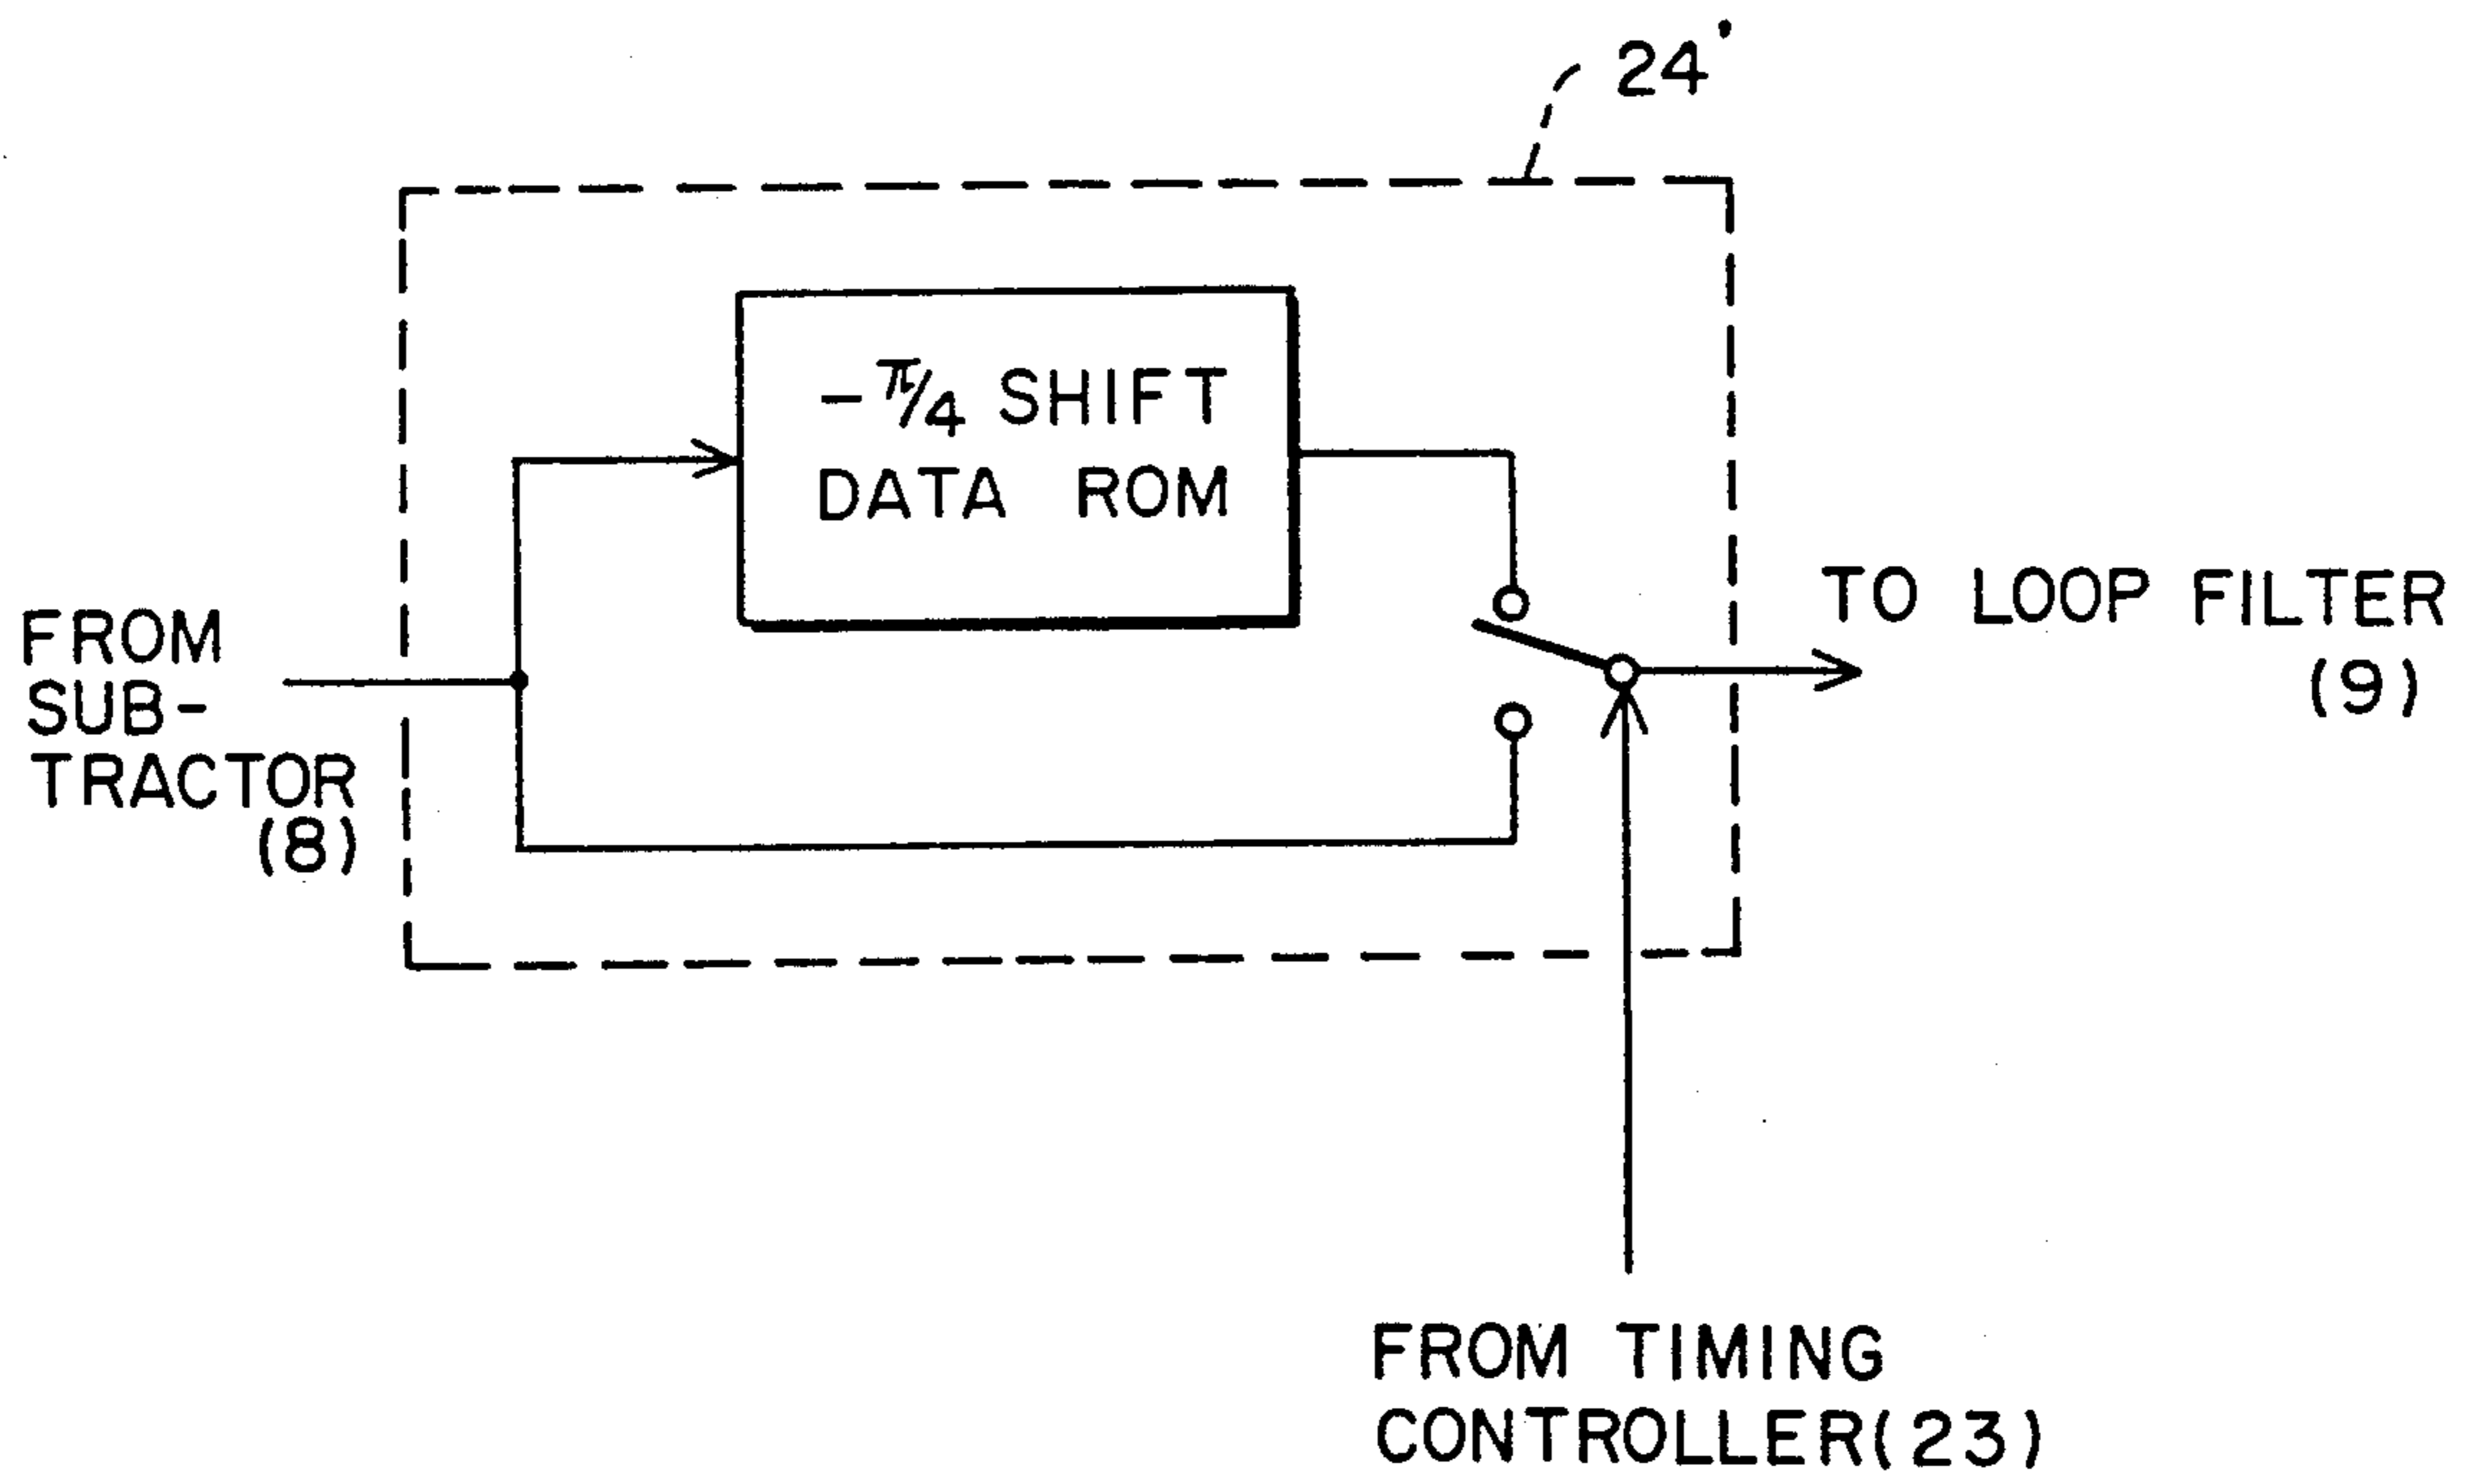 24'
-π/4 SHIFT
DATA ROM
FROM
SUB-
TRACTOR
(8)
TO LOOP FILTER
(9)
FROM TIMING
CONTROLLER(23)